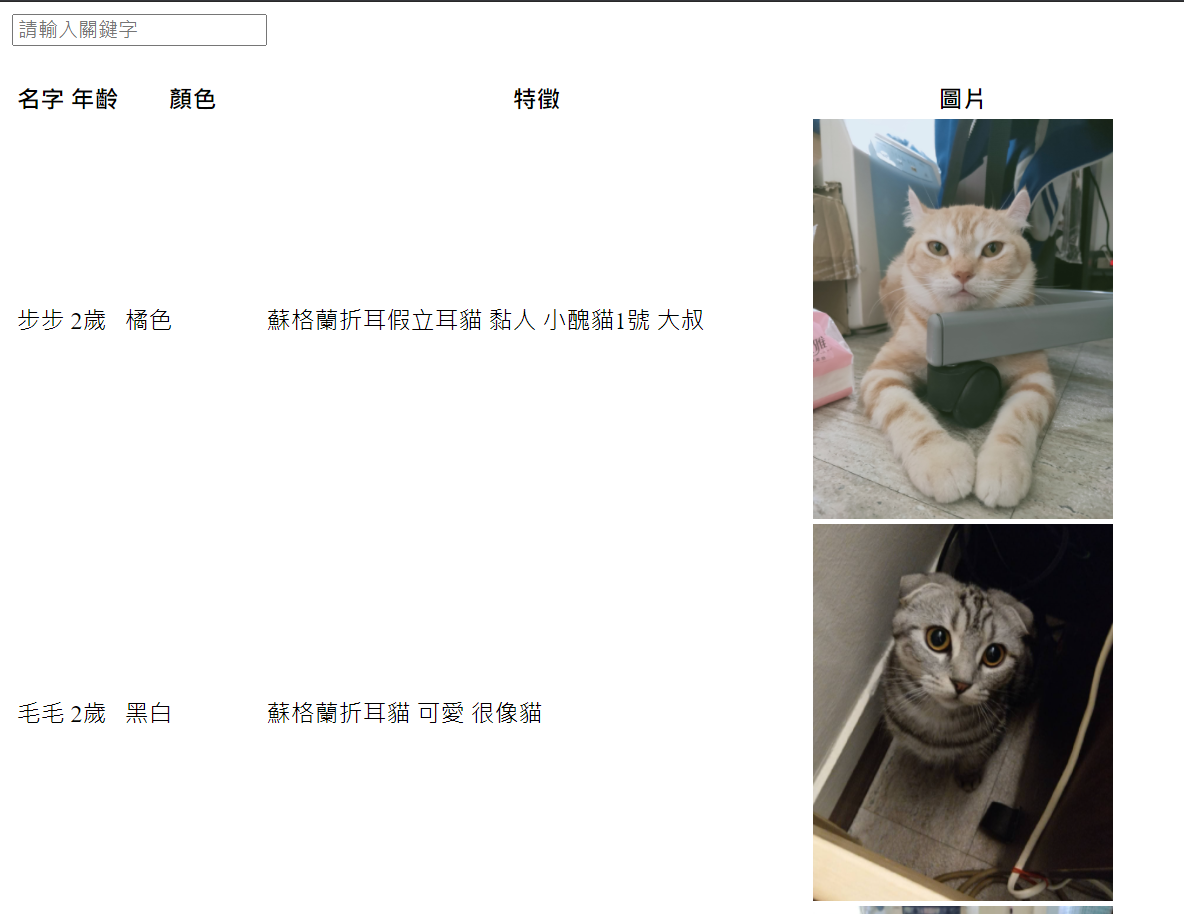 請輸入關鍵字
名字 年齡 顏色 特徵 圖片
步步 2歲 橘色 蘇格蘭折耳假立耳貓 黏人 小醜貓1號 大叔
毛毛 2歲 黑白 蘇格蘭折耳貓 可愛 很像貓